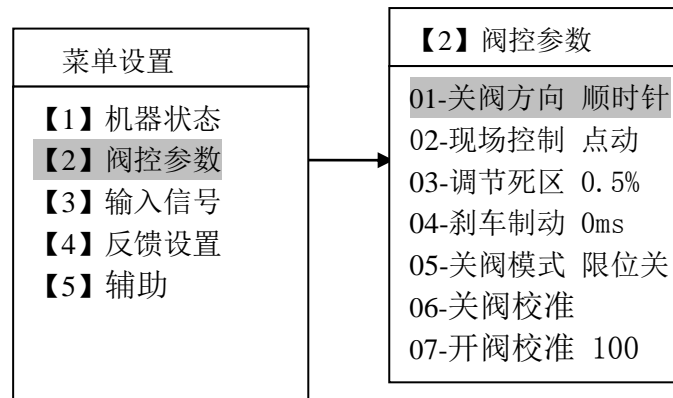 菜单设置
【1】机器状态
【2】阀控参数
【3】输入信号
【4】反馈设置
【5】辅助
【2】阀控参数
01-关阀方向 顺时针
02-现场控制 点动
03-调节死区 0.5%
04-刹车制动 0ms
05-关阀模式 限位关
06-关阀校准
07-开阀校准 100